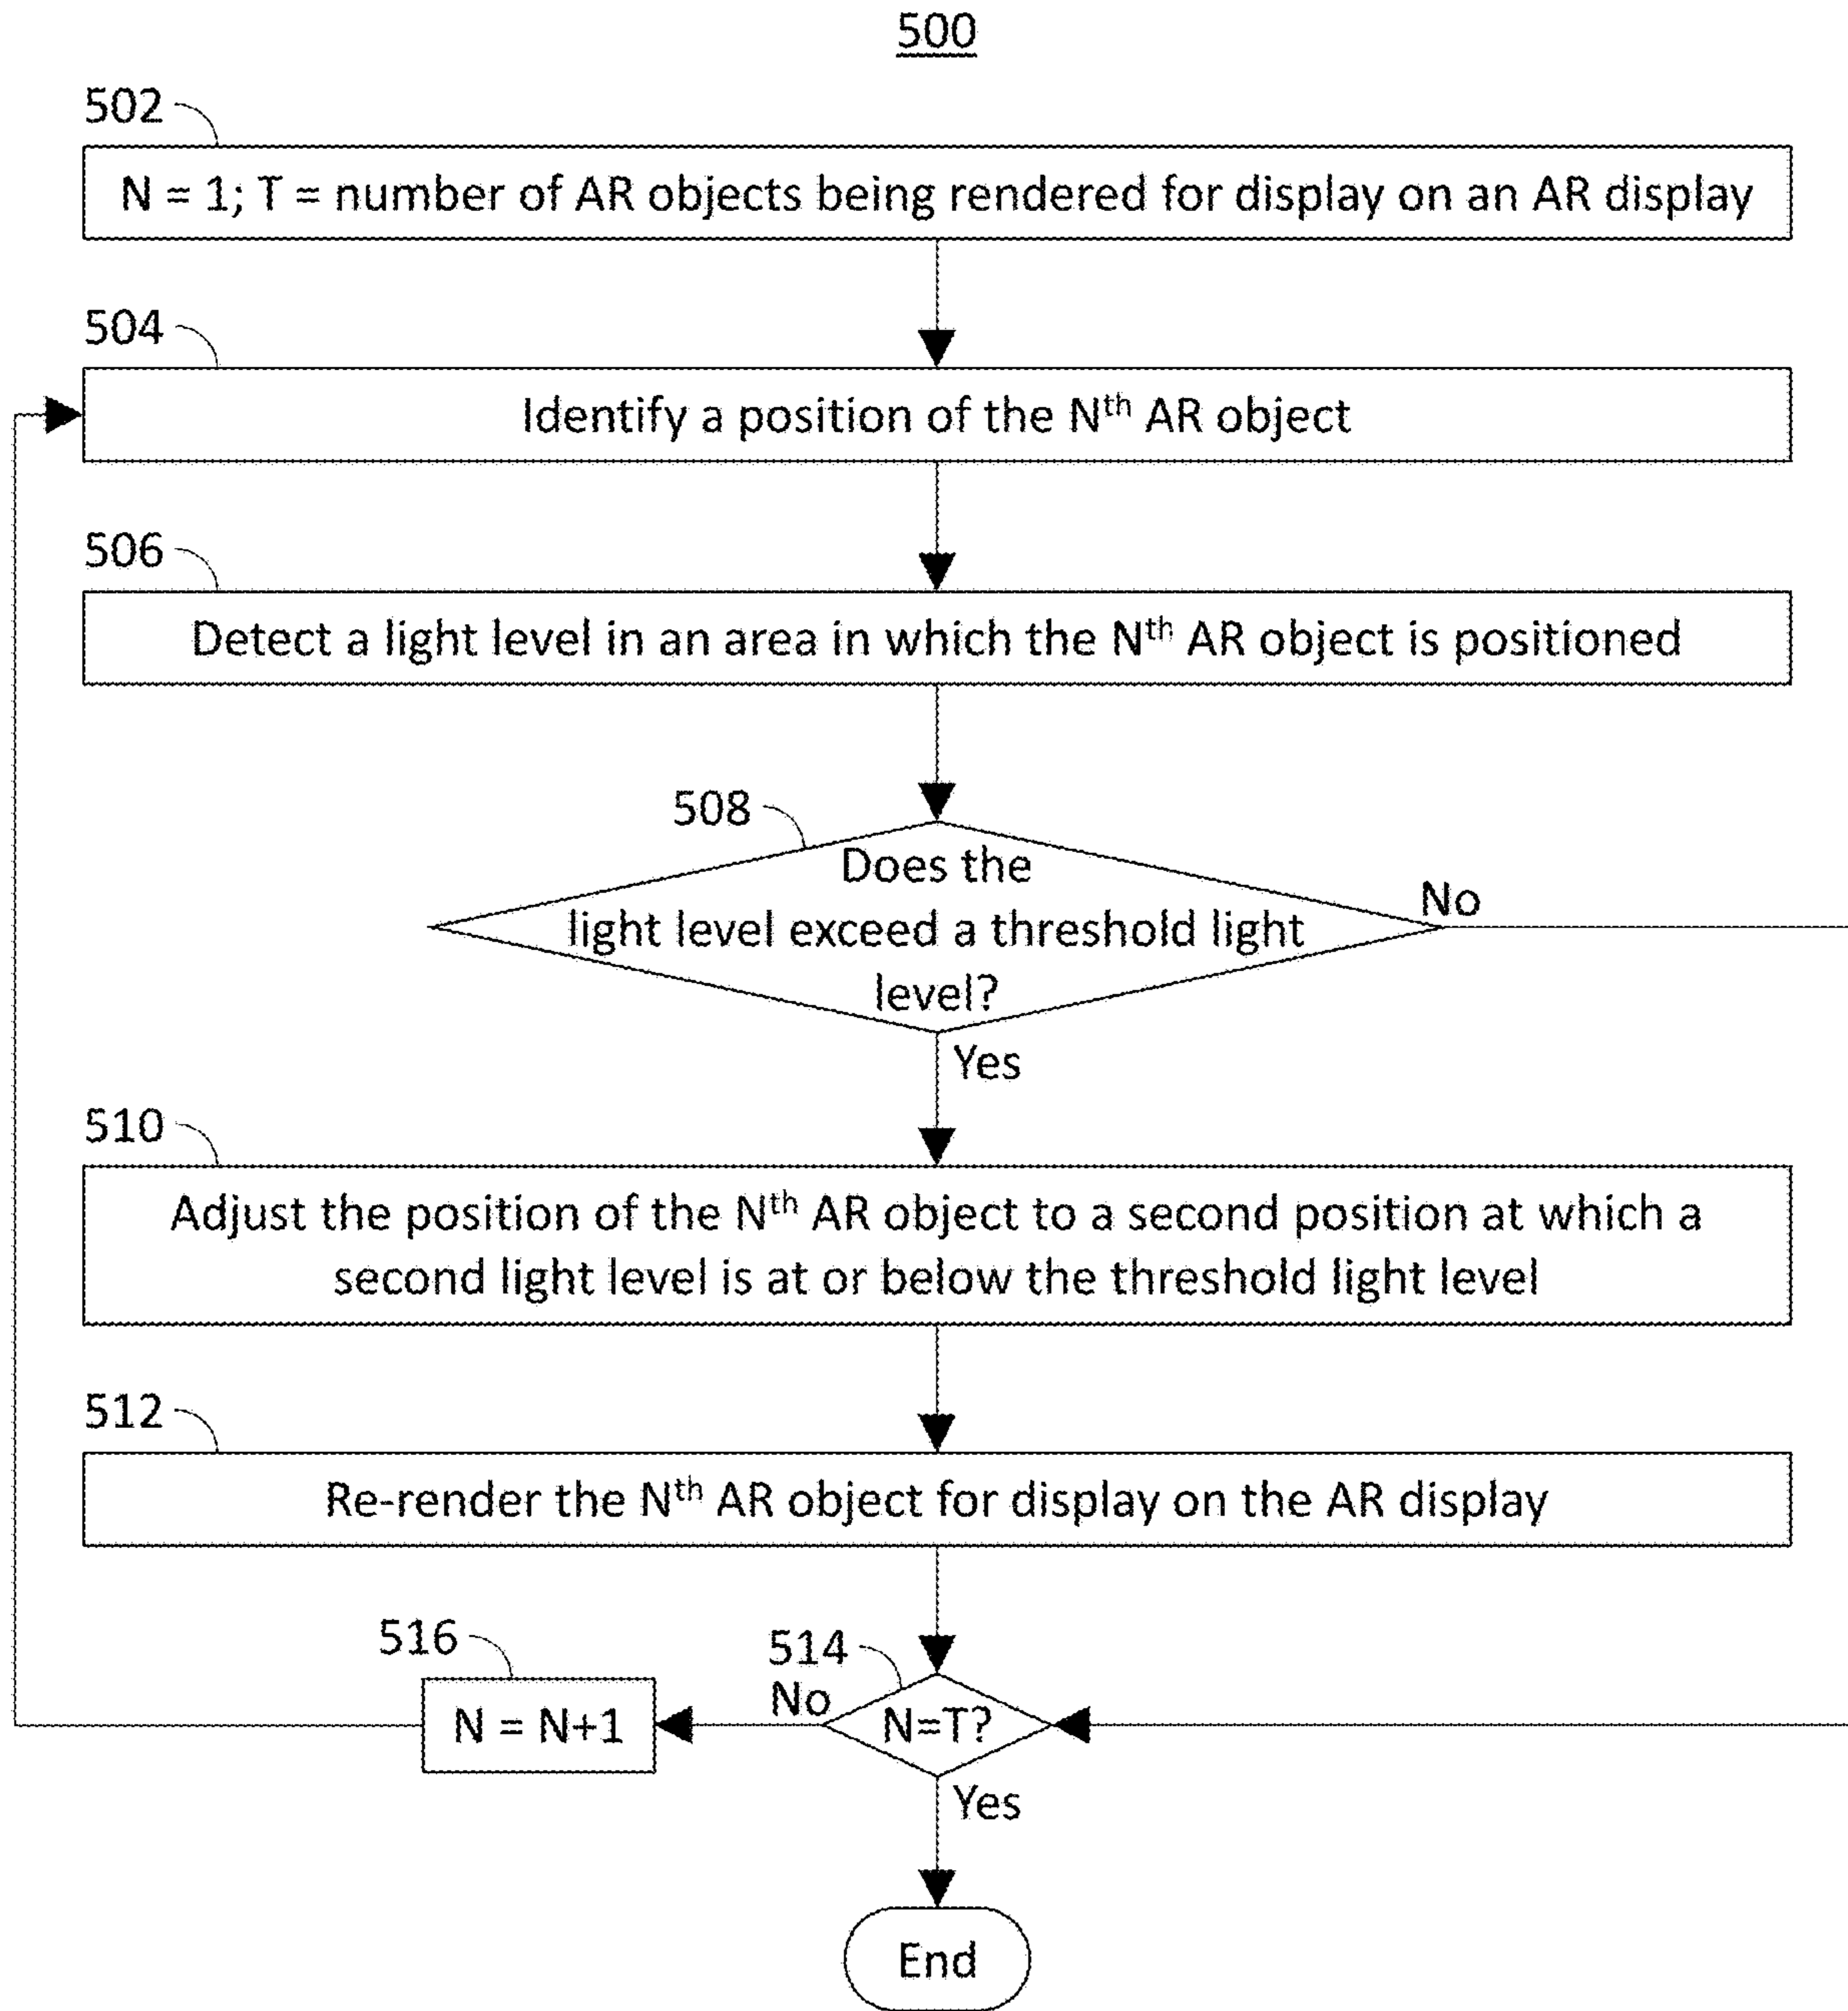 500
502
N = 1; T = number of AR objects being rendered for display on an AR display
504
Identify a position of the Nth AR object
506
Detect a light level in an area in which the Nth AR object is positioned
508
Does the
light level exceed a threshold light
level?
No
Yes
510
Adjust the position of the Nth AR object to a second position at which a
second light level is at or below the threshold light level
512
Re-render the Nth AR object for display on the AR display
516
N = N+1
514
No
N=T?
Yes
End